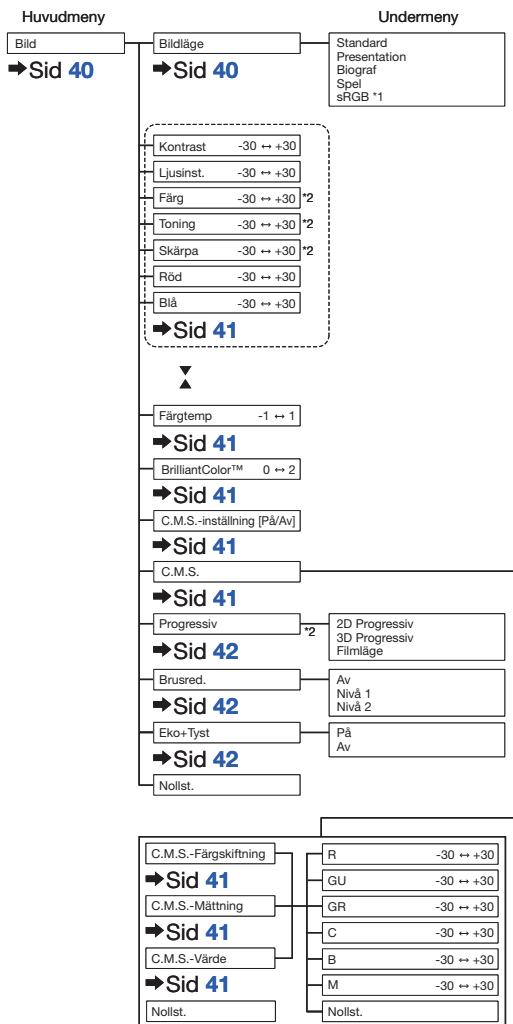 Huvudmeny
Undermeny
Bild
➡Sid 40
Bildläge
➡Sid 40
Standard
Presentation
Biograf
Spel
sRGB *1
Kontrast -30 ↔ +30
Ljusinst. -30 ↔ +30
Färg -30 ↔ +30 *2
Toning -30 ↔ +30 *2
Skärpa -30 ↔ +30 *2
Röd -30 ↔ +30
Blå -30 ↔ +30
➡Sid 41
Färgtemp -1 ↔ 1
➡Sid 41
BrilliantColor™ 0 ↔ 2
➡Sid 41
C.M.S.-inställning [På/Av]
➡Sid 41
C.M.S.
➡Sid 41
Progressiv *2
➡Sid 42
2D Progressiv
3D Progressiv
Filmläge
Brusred.
➡Sid 42
Av
Nivå 1
Nivå 2
Eko+Tyst
➡Sid 42
På
Av
Nollst.
C.M.S.-Färgskiftning
➡Sid 41
C.M.S.-Mättning
➡Sid 41
C.M.S.-Värde
➡Sid 41
Nollst.
R -30 ↔ +30
GU -30 ↔ +30
GR -30 ↔ +30
C -30 ↔ +30
B -30 ↔ +30
M -30 ↔ +30
Nollst.